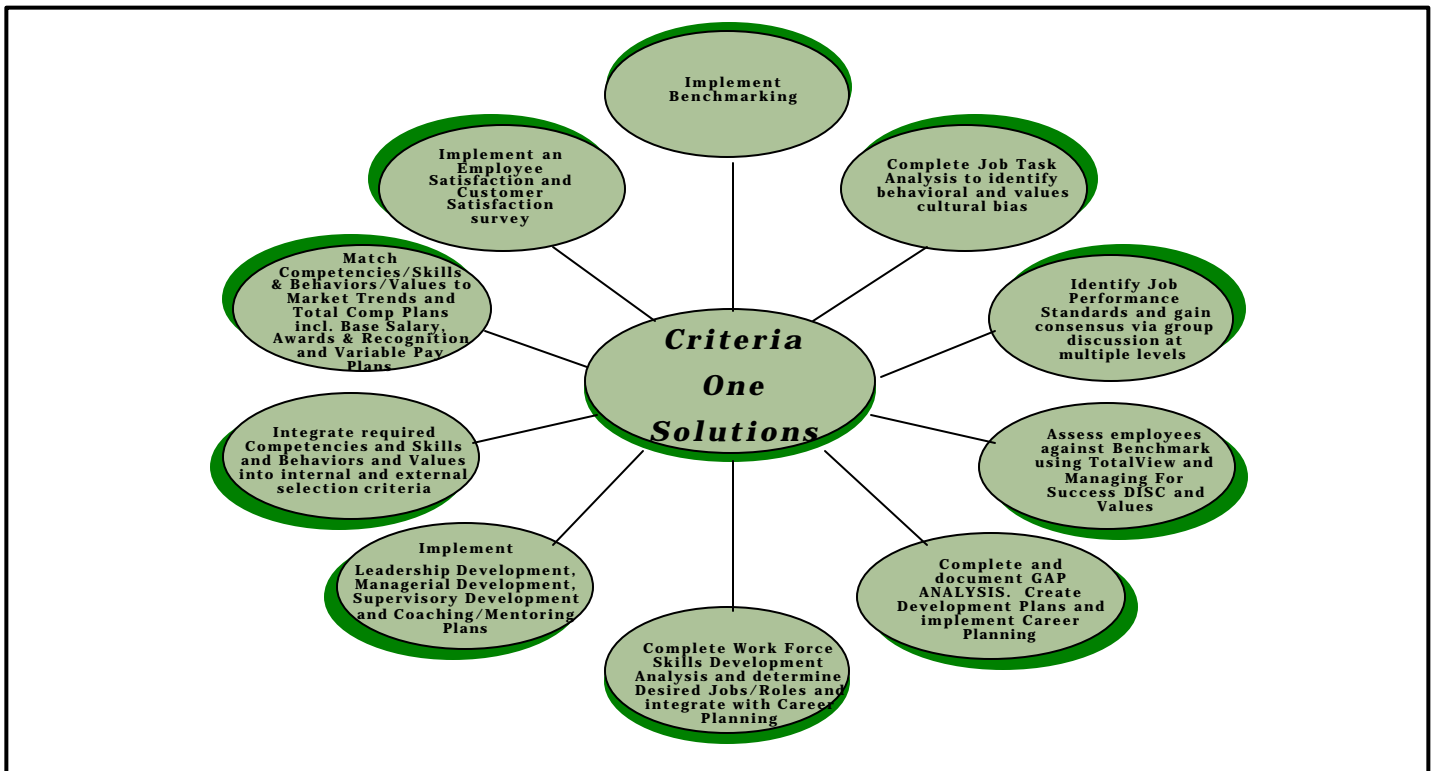 Implement
Benchmarking
Complete Job Task
Analysis to identify
behavioral and values
cultural bias
Identify Job
Performance
Standards and gain
consensus via group
discussion at
multiple levels
Assess employees
against Benchmark
using TotalView and
Managing For
Success DISC and
Values
Complete and
document GAP
ANALYSIS. Create
Development Plans and
implement Career
Planning
Complete Work Force
Skills Development
Analysis and determine
Desired Jobs/Roles and
integrate with Career
Planning
Implement
Leadership Development,
Managerial Development,
Supervisory Development
and Coaching/Mentoring
Plans
Integrate required
Competencies and Skills
and Behaviors and Values
into internal and external
selection criteria
Match
Competencies/Skills
& Behaviors/Values to
Market Trends and
Total Comp Plans
incl. Base Salary,
Awards & Recognition
and Variable Pay
Plans
Implement an
Employee
Satisfaction and
Customer
Satisfaction
survey
Criteria
One
Solutions